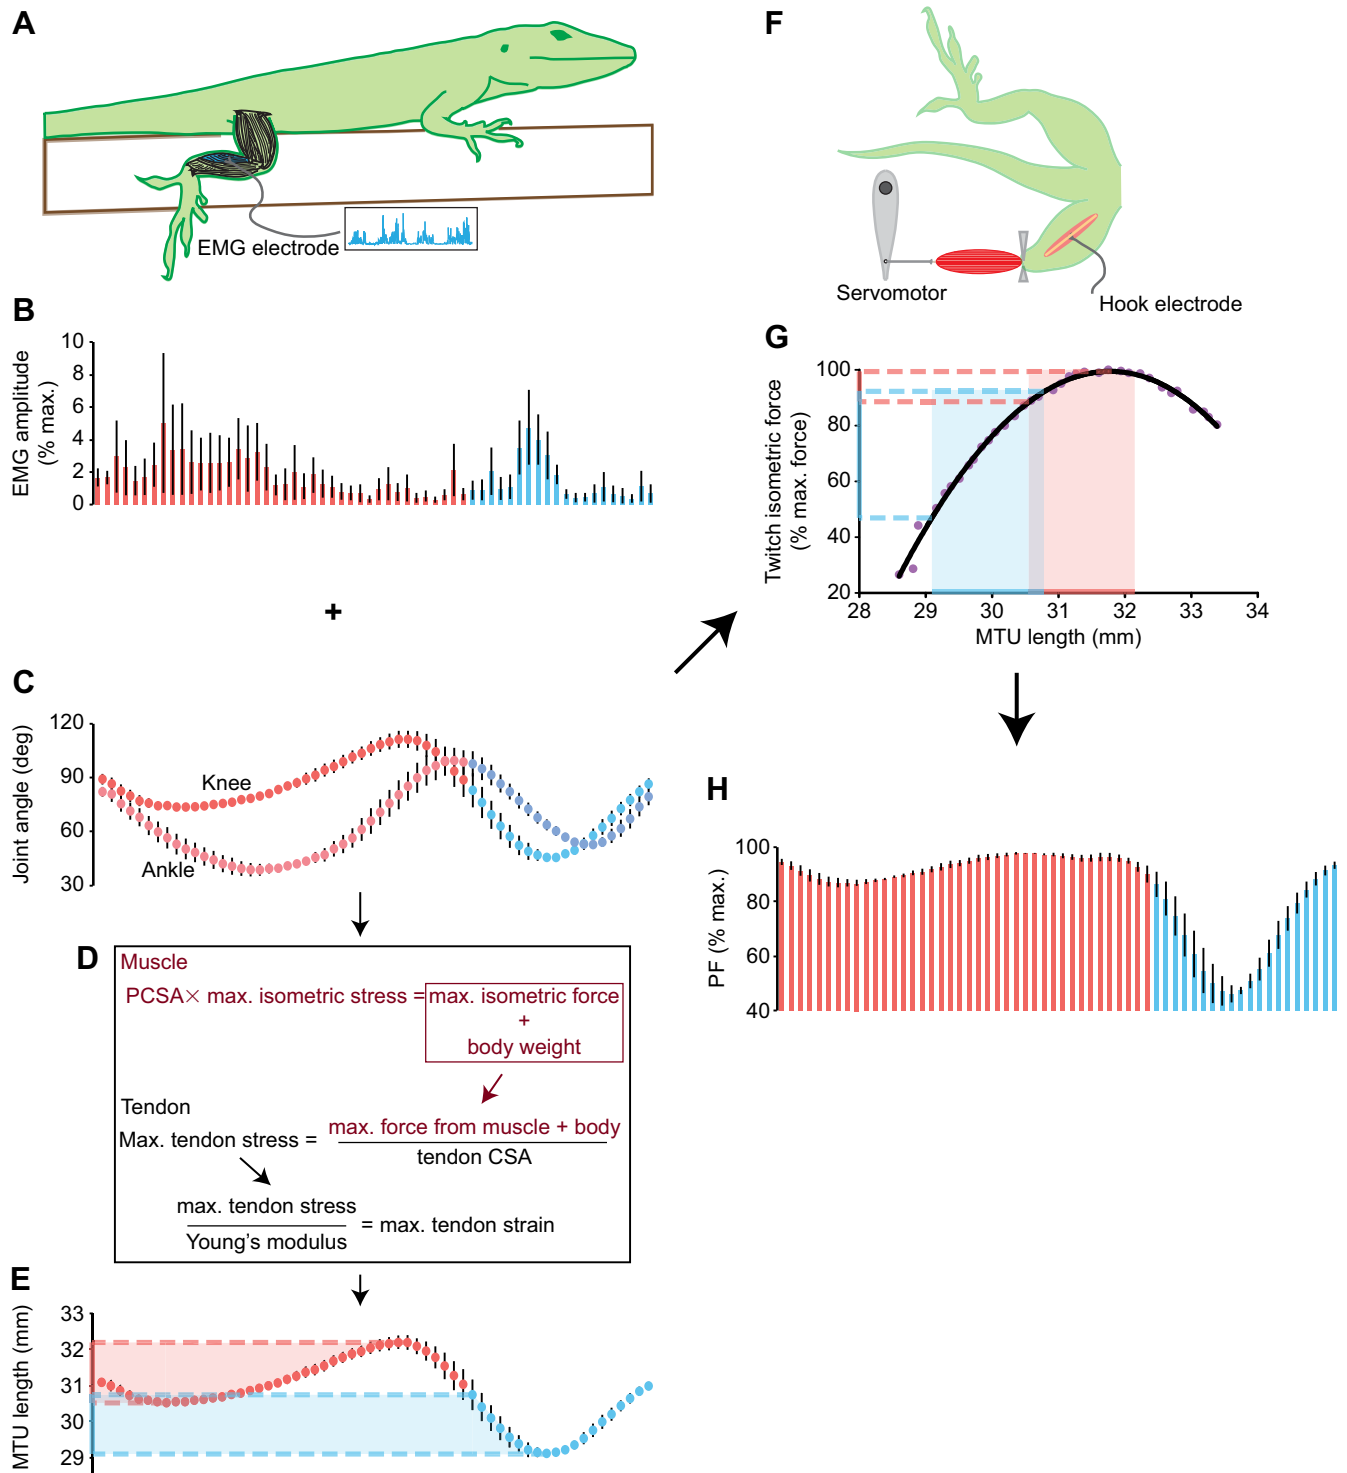 A
EMG electrode
B
EMG amplitude
(% max.)
10
8
6
4
2
0
+
C
Joint angle (deg)
120
90
60
30
Knee
Ankle
D
Muscle
PCSA× max. isometric stress = max. isometric force
+
body weight
Tendon
Max. tendon stress = max. force from muscle + body
tendon CSA
max. tendon stress
Young's modulus
= max. tendon strain
E
MTU length (mm)
33
32
31
30
29
F
Servomotor
Hook electrode
G
Twitch isometric force
(% max. force)
100
80
60
40
20
28 29 30 31 32 33 34
MTU length (mm)
H
PF (% max.)
100
80
60
40